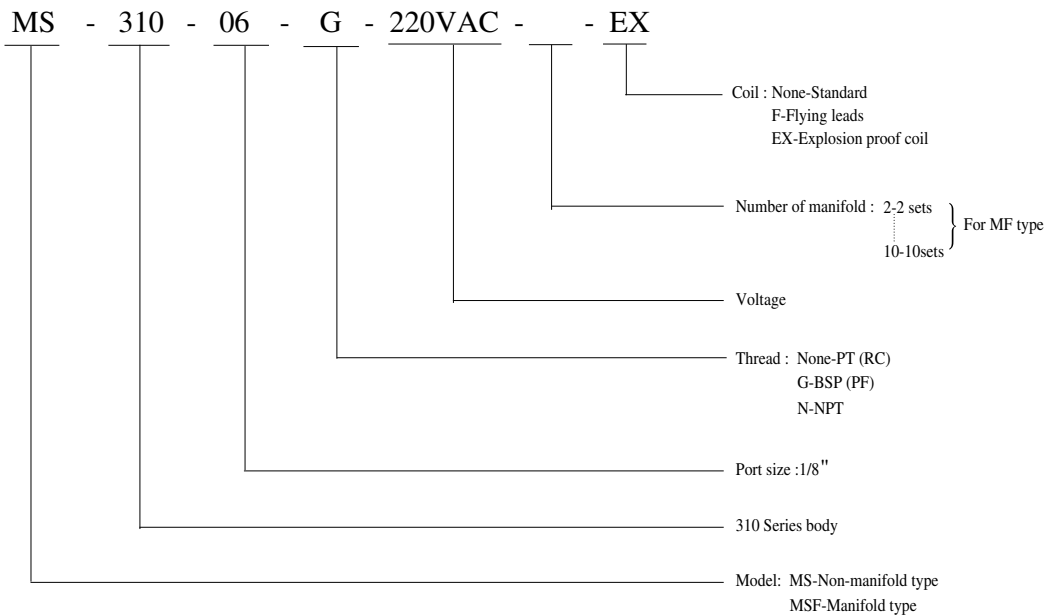 MS - 310 - 06 - G - 220VAC - - EX
Coil : None-Standard
F-Flying leads
EX-Explosion proof coil
Number of manifold : 2-2 sets
For MF type
10-10sets
Voltage
Thread : None-PT (RC)
G-BSP (PF)
N-NPT
Port size :1/8"
310 Series body
Model: MS-Non-manifold type
MSF-Manifold type